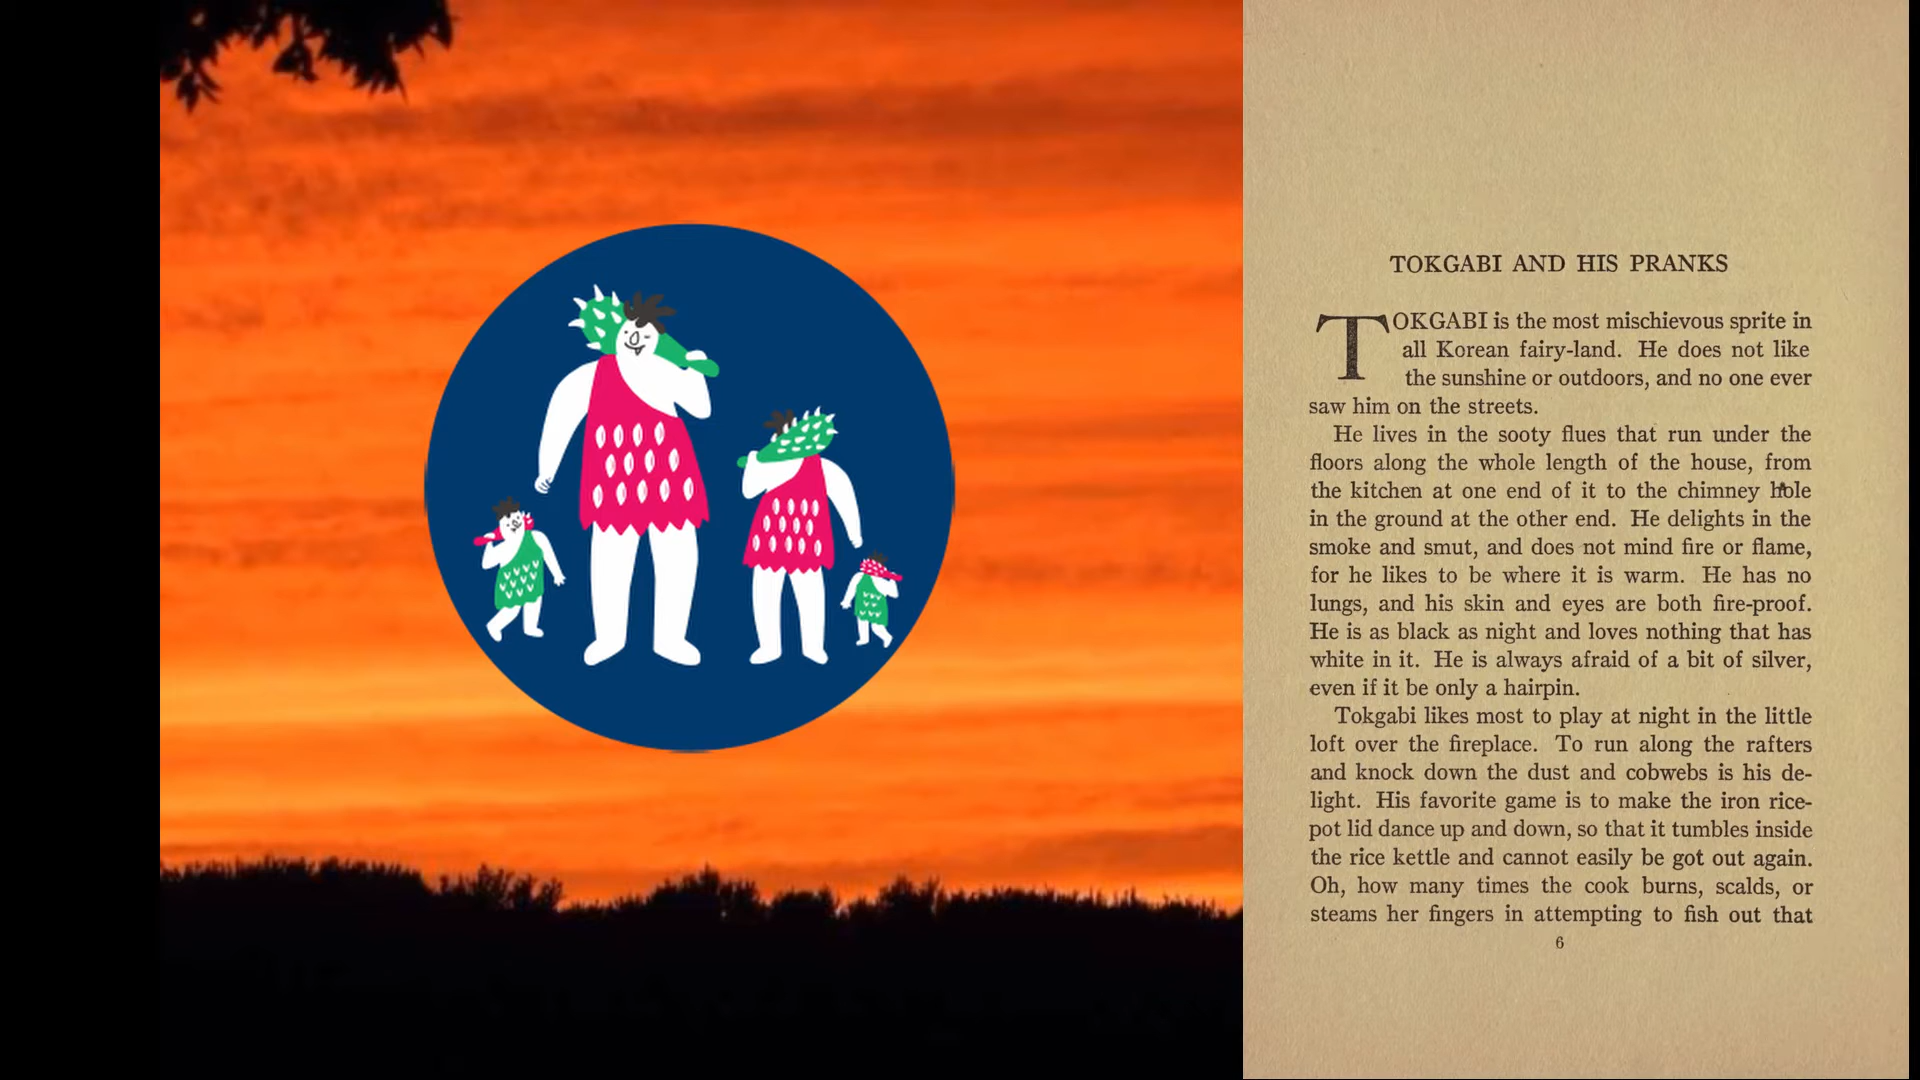 TOKGABI AND HIS PRANKS
TOKGABI is the most mischievous sprite in
all Korean fairy-land. He does not like
the sunshine or outdoors, and no one ever
saw him on the streets.
He lives in the sooty flues that run under the
floors along the whole length of the house, from
the kitchen at one end of it to the chimney hole
in the ground at the other end. He delights in the
smoke and smut, and does not mind fire or flame,
for he likes to be where it is warm. He has no
lungs, and his skin and eyes are both fire-proof.
He is as black as night and loves nothing that has
white in it. He is always afraid of a bit of silver,
even if it be only a hairpin.
Tokgabi likes most to play at night in the little
loft over the fireplace. To run along the rafters
and knock down the dust and cobwebs is his de-
light. His favorite game is to make the iron rice-
pot lid dance up and down, so that it tumbles inside
the rice kettle and cannot easily be got out again.
Oh, how many times the cook burns, scalds, or
steams her fingers in attempting to fish out that
6